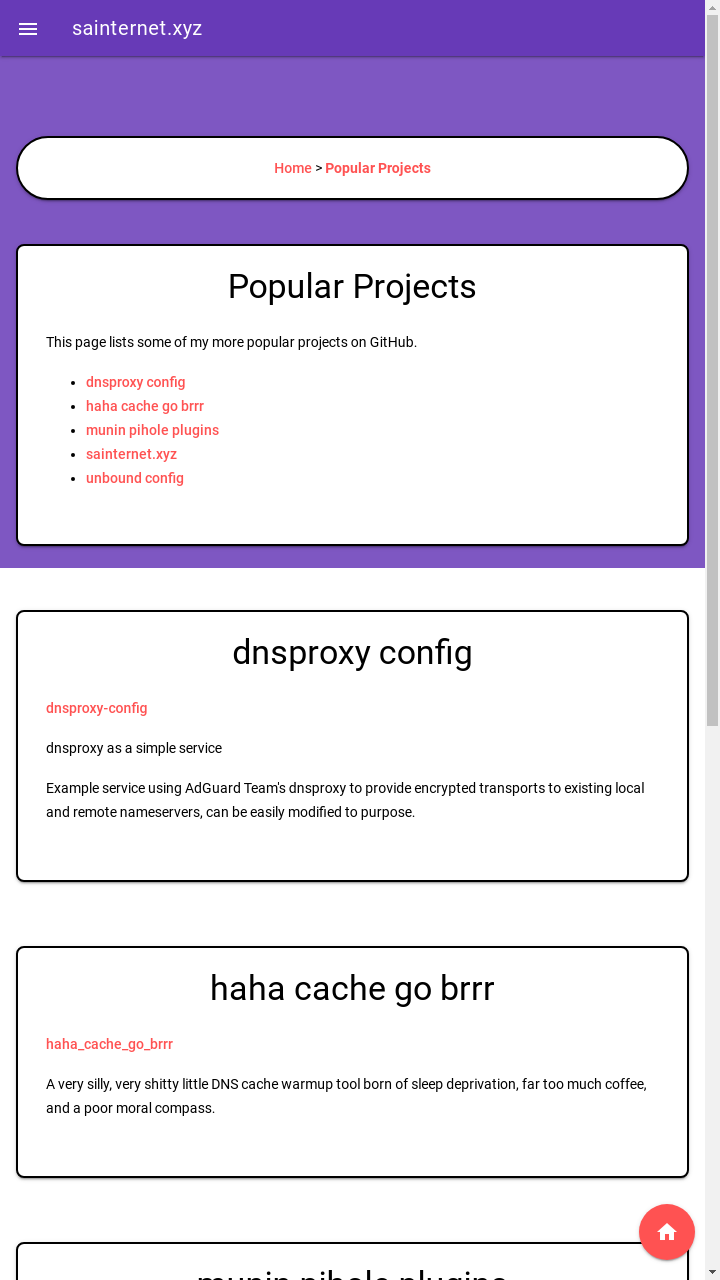 sainternet.xyz
Home > Popular Projects
Popular Projects
This page lists some of my more popular projects on GitHub.
dnsproxy config
haha cache go brrr
munin pihole plugins
sainternet.xyz
unbound config
dnsproxy config
dnsproxy-config
dnsproxy as a simple service
Example service using AdGuard Team's dnsproxy to provide encrypted transports to existing local
and remote nameservers, can be easily modified to purpose.
haha cache go brrr
haha_cache_go_brrr
A very silly, very shitty little DNS cache warmup tool born of sleep deprivation, far too much coffee,
and a poor moral compass.
munin pihole plugins